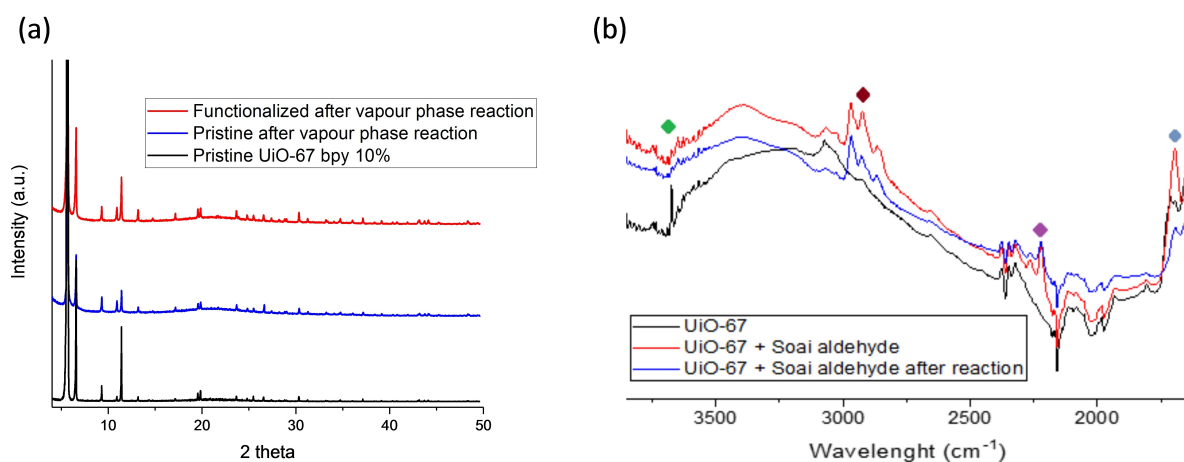 (a)
Functionalized after vapour phase reaction
Pristine after vapour phase reaction
Pristine UiO-67 bpy 10%
Intensity (a.u.)
10 20 30 40 50
2 theta
(b)
UiO-67
UiO-67 + Soai aldehyde
UiO-67 + Soai aldehyde after reaction
3500 3000 2500 2000
Wavelenght (cm⁻¹)